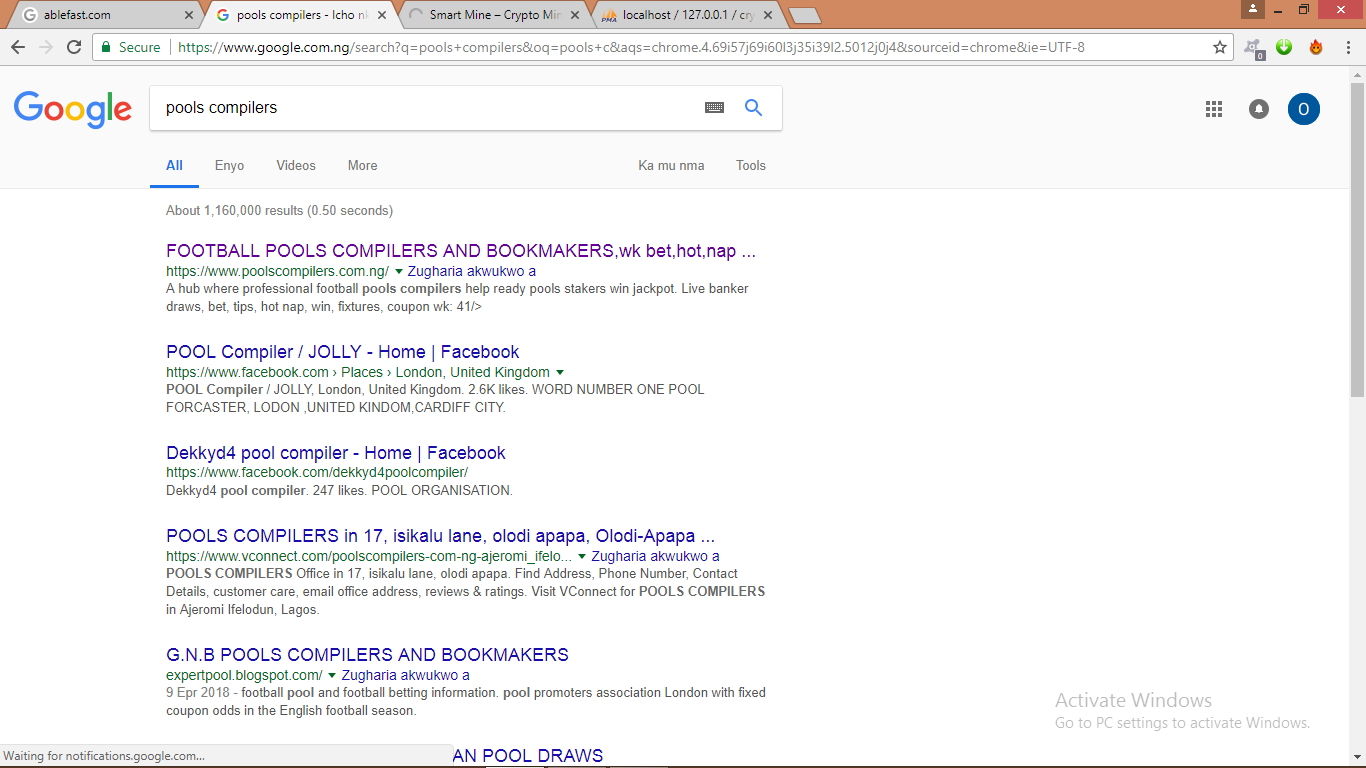 ablefast.com
pools compilers - Icho nk
Smart Mine – Crypto Min
localhost / 127.0.0.1 / cry
Secure
https://www.google.com.ng/search?q=pools+compilers&oq=pools+c&aqs=chrome.4.69i57j69i60l3j35i39l2.5012j0j4&sourceid=chrome&ie=UTF-8
0
Google
pools compilers
O
All
Enyo
Videos
More
Ka mu nma
Tools
About 1,160,000 results (0.50 seconds)
FOOTBALL POOLS COMPILERS AND BOOKMAKERS,wk bet,hot,nap ...
https://www.poolscompilers.com.ng/ Zugharia akwukwo a
A hub where professional football pools compilers help ready pools stakers win jackpot. Live banker
draws, bet, tips, hot nap, win, fixtures, coupon wk: 41/>
POOL Compiler / JOLLY - Home | Facebook
https://www.facebook.com › Places › London, United Kingdom
POOL Compiler / JOLLY, London, United Kingdom. 2.6K likes. WORD NUMBER ONE POOL
FORCASTER, LODON ,UNITED KINDOM,CARDIFF CITY.
Dekkyd4 pool compiler - Home | Facebook
https://www.facebook.com/dekkyd4poolcompiler/
Dekkyd4 pool compiler. 247 likes. POOL ORGANISATION.
POOLS COMPILERS in 17, isikalu lane, olodi apapa, Olodi-Apapa ...
https://www.vconnect.com/poolscompilers-com-ng-ajeromi_ifelo... Zugharia akwukwo a
POOLS COMPILERS Office in 17, isikalu lane, olodi apapa. Find Address, Phone Number, Contact
Details, customer care, email office address, reviews & ratings. Visit VConnect for POOLS COMPILERS
in Ajeromi Ifelodun, Lagos.
G.N.B POOLS COMPILERS AND BOOKMAKERS
expertpool.blogspot.com/ Zugharia akwukwo a
9 Epr 2018 - football pool and football betting information. pool promoters association London with fixed
coupon odds in the English football season.
Activate Windows
Go to PC settings to activate Windows.
Waiting for notifications.google.com...
AN POOL DRAWS